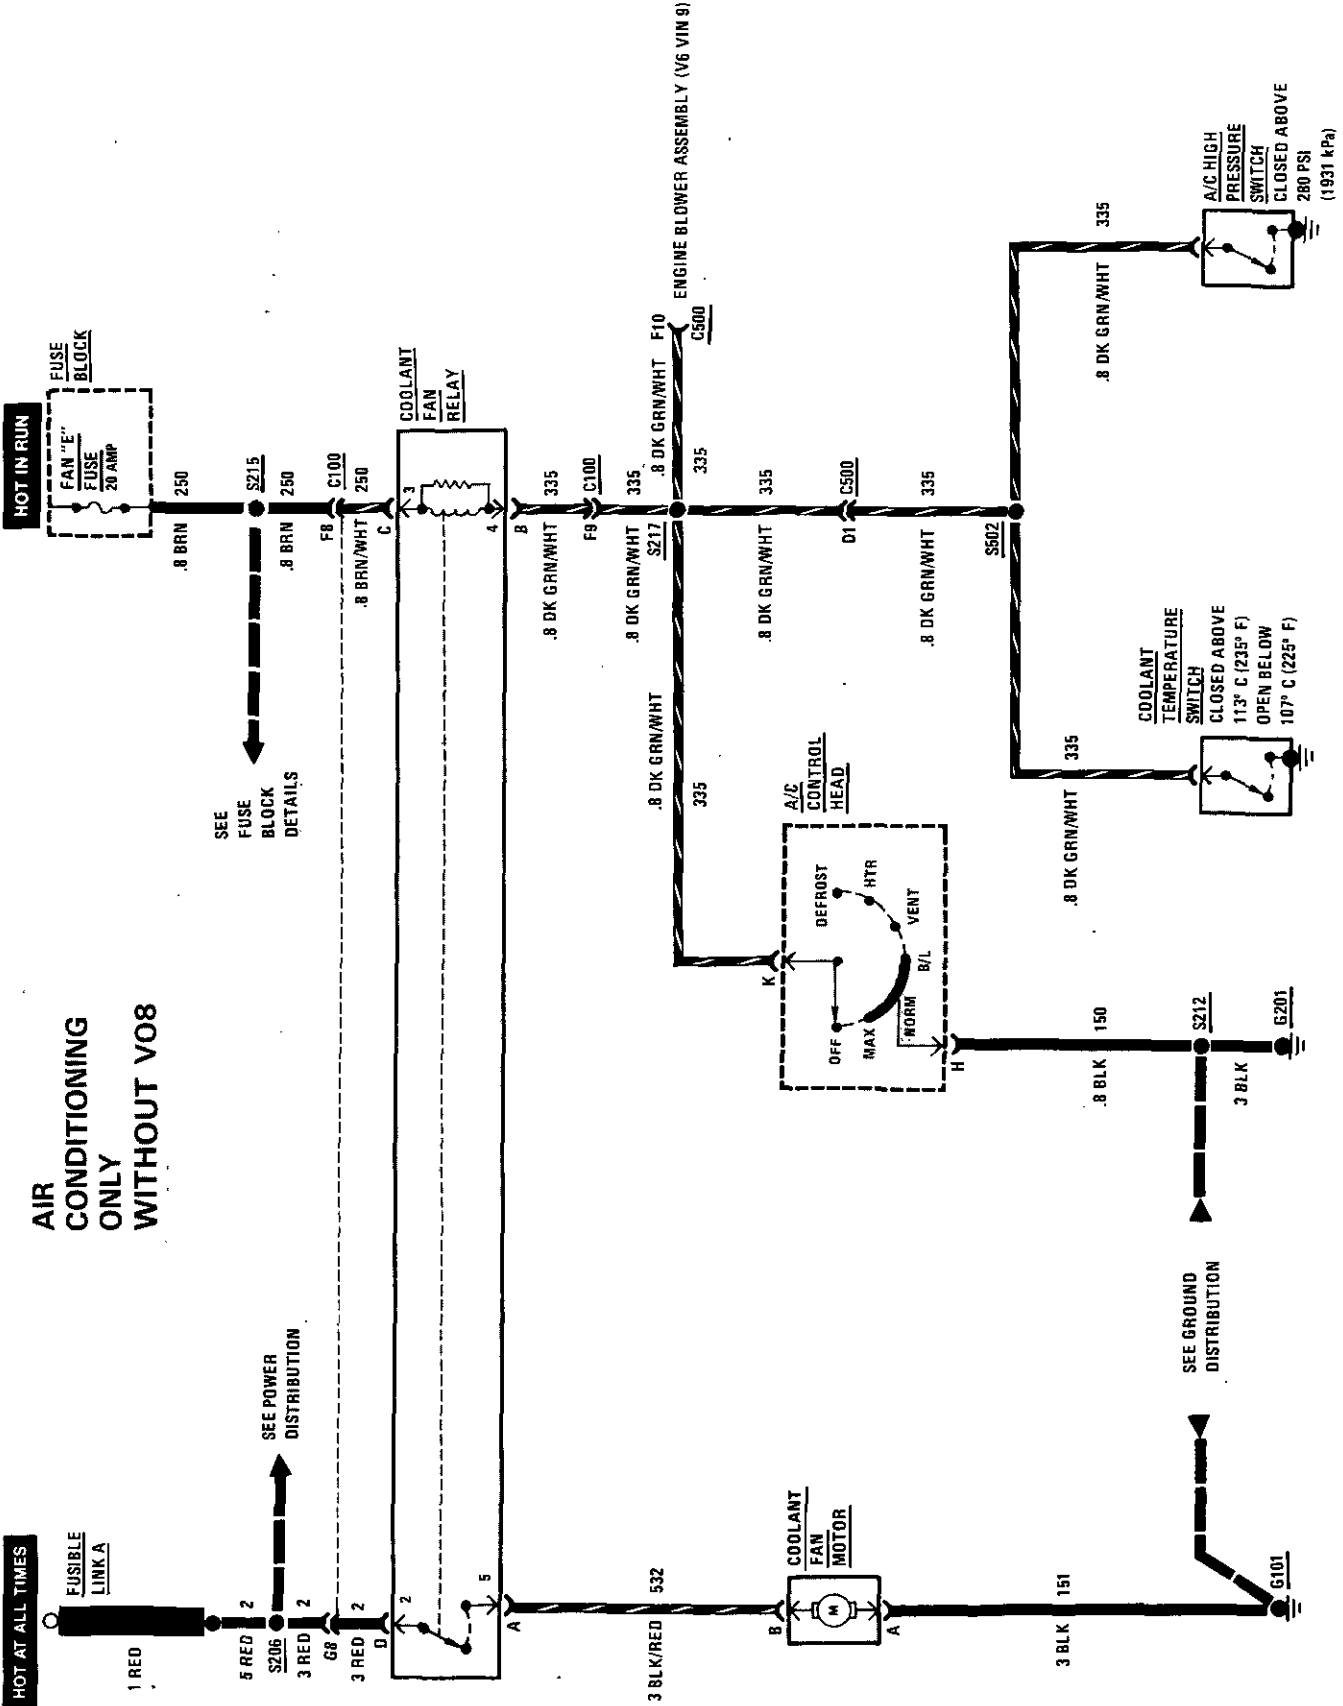 HOT AT ALL TIMES
FUSIBLE
LINK A
1 RED
5 RED
2
S206
SEE POWER
DISTRIBUTION
3 RED
2
G8
3 RED
2
D
2
5
A
3 BLK/RED
532
B
COOLANT
FAN
MOTOR
M
A
3 BLK
151
G101
SEE GROUND
DISTRIBUTION
AIR
CONDITIONING
ONLY
WITHOUT VO8
HOT IN RUN
FUSE
BLOCK
FAN "E"
FUSE
20 AMP
.8 BRN
250
S215
SEE
FUSE
BLOCK
DETAILS
.8 BRN
250
F8
C100
.8 BRN/WHT
250
C
COOLANT
FAN
RELAY
3
4
B
.8 DK GRN/WHT
335
F9
C100
.8 DK GRN/WHT
335
S217
.8 DK GRN/WHT
335
F10
C500
ENGINE BLOWER ASSEMBLY (V6 VIN 9)
.8 DK GRN/WHT
335
K
A/C
CONTROL
HEAD
OFF
MAX
NORM
B/L
VENT
HTR
DEFROST
H
.8 BLK
150
S212
3 BLK
G201
.8 DK GRN/WHT
335
D1
C500
.8 DK GRN/WHT
335
S502
.8 DK GRN/WHT
335
COOLANT
TEMPERATURE
SWITCH
CLOSED ABOVE
113° C (235° F)
OPEN BELOW
107° C (225° F)
.8 DK GRN/WHT
335
A/C HIGH
PRESSURE
SWITCH
CLOSED ABOVE
280 PSI
(1931 kPa)